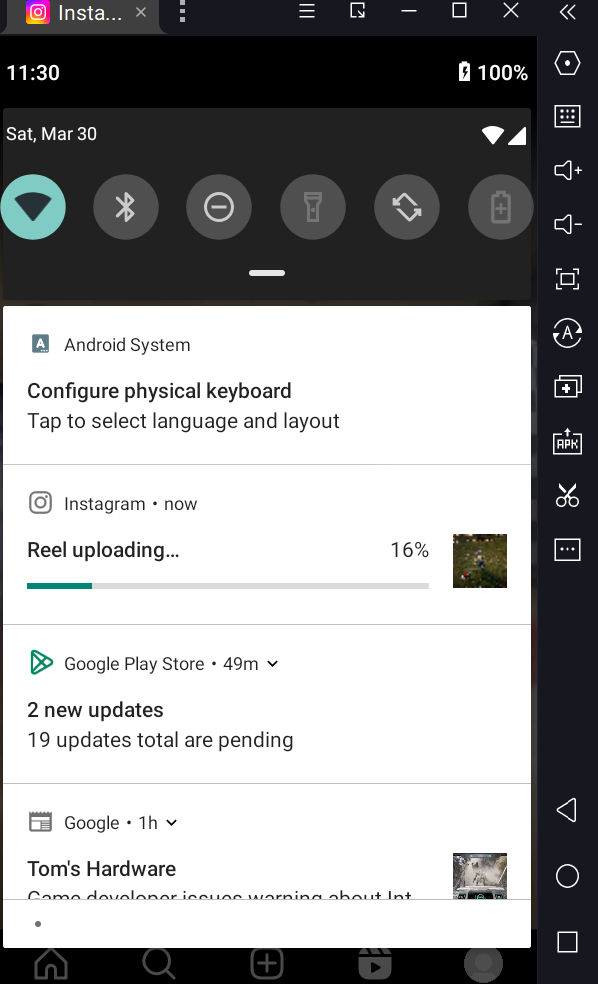 Insta...
11:30
100%
Sat, Mar 30
Android System
Configure physical keyboard
Tap to select language and layout
Instagram • now
Reel uploading…
16%
Google Play Store • 49m
2 new updates
19 updates total are pending
Google • 1h
Tom's Hardware
Game developer issues warning about Int
A
APK